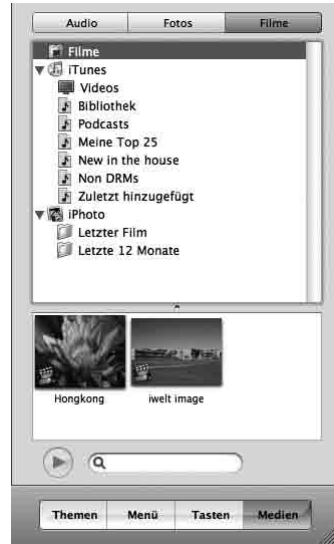 Audio Fotos Filme
Filme
iTunes
Videos
Bibliothek
Podcasts
Meine Top 25
New in the house
Non DRMs
Zuletzt hinzugefügt
iPhoto
Letzter Film
Letzte 12 Monate
Hongkong iwelt image
Themen Menü Tasten Medien